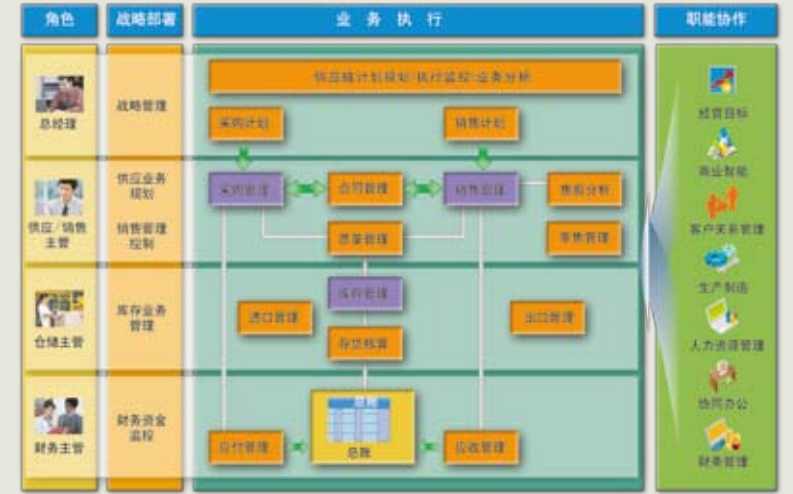 角色
战略部署
业务执行
职能协作
总经理
战略管理
供应链计划规划/执行监控/业务分析
采购计划
销售计划
供应/销售
主管
供应业务
规划
销售管理
控制
采购管理
合同管理
销售管理
售前分析
质量管理
零售管理
仓储主管
库存业务
管理
库存管理
进口管理
出口管理
存货核算
财务主管
财务资金
监控
应付管理
总账
应收管理
经营目标
商业智能
客户关系管理
生产制造
人力资源管理
协同办公
财务管理